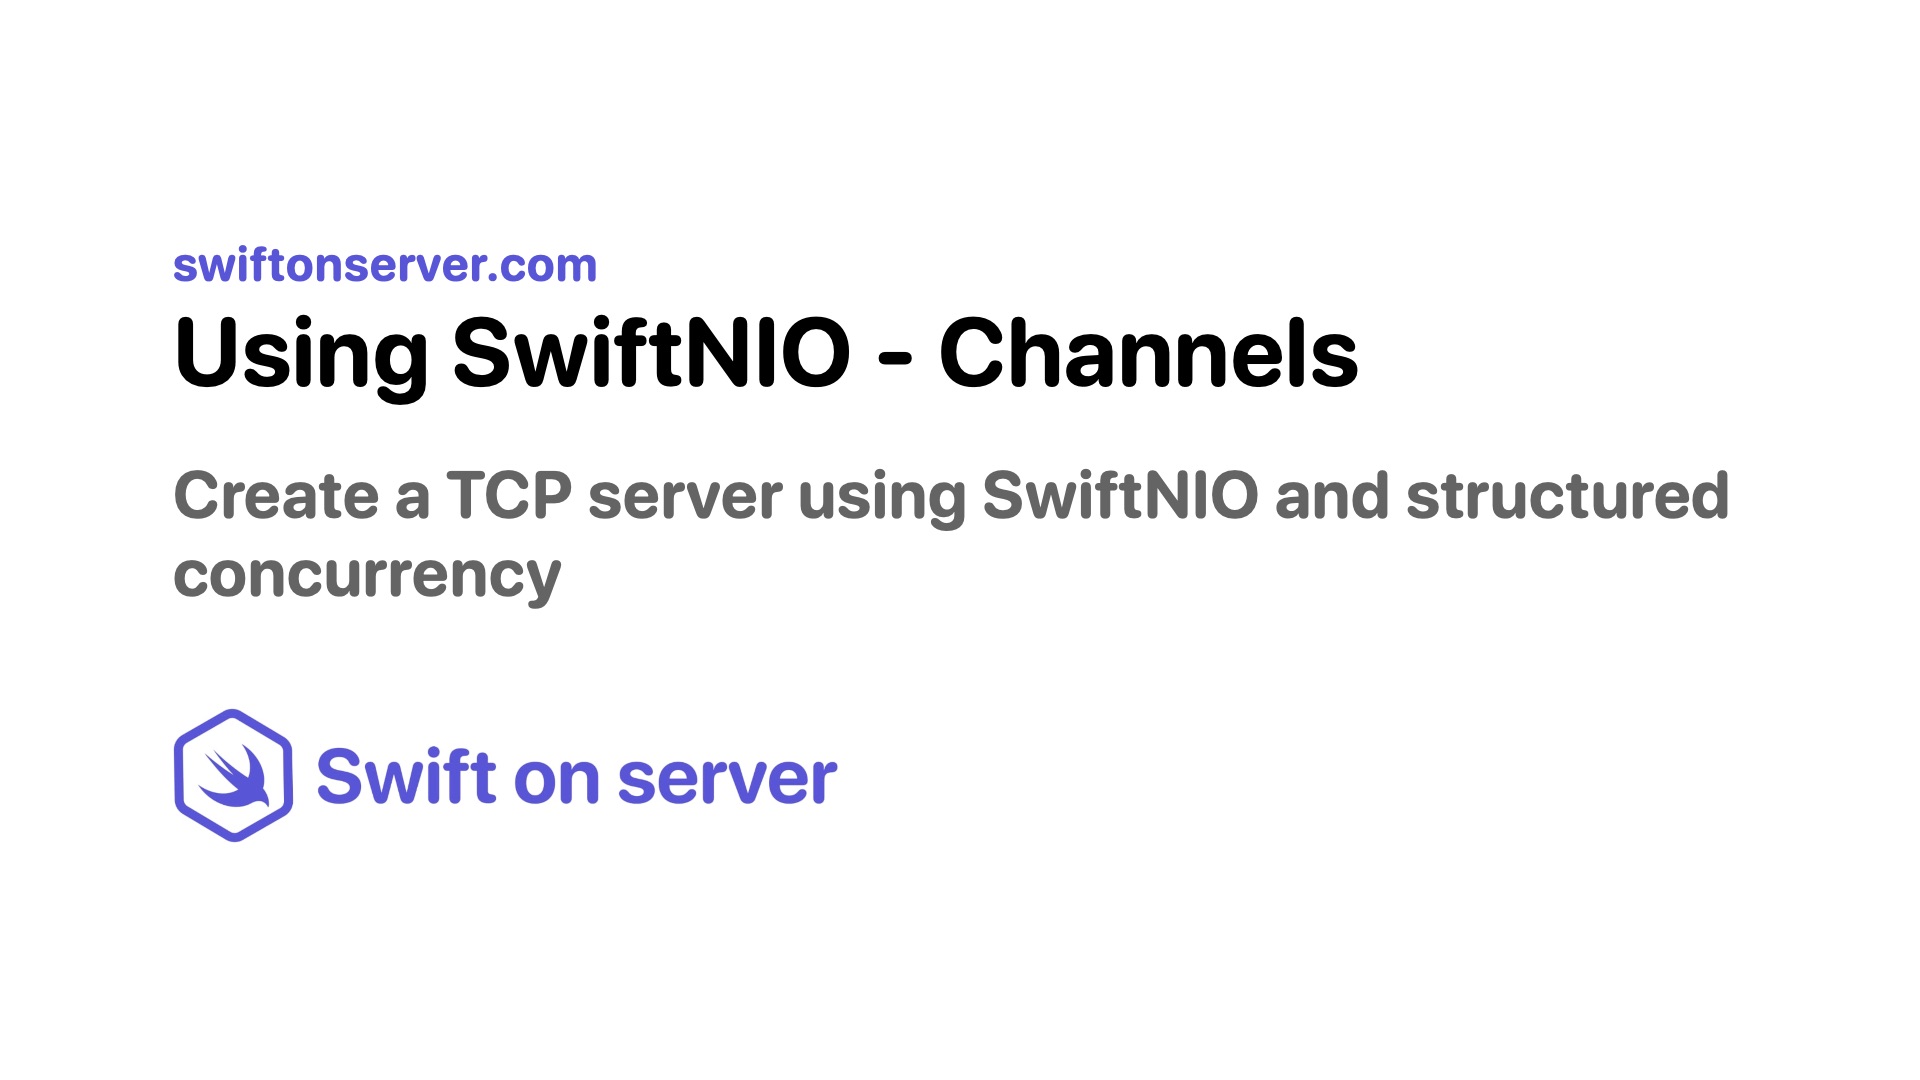 swiftonserver.com
Using SwiftNIO - Channels
Create a TCP server using SwiftNIO and structured
concurrency
Swift on server